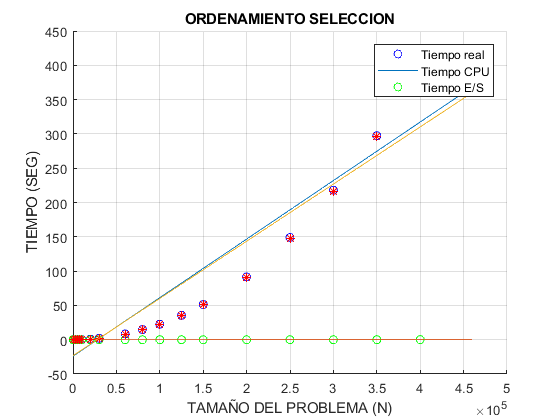 ORDENAMIENTO SELECCION
450
400
350
300
250
200
150
100
50
0
-50
TIEMPO (SEG)
Tiempo real
Tiempo CPU
Tiempo E/S
0 0.5 1 1.5 2 2.5 3 3.5 4 4.5 5
×10^5
TAMAÑO DEL PROBLEMA (N)